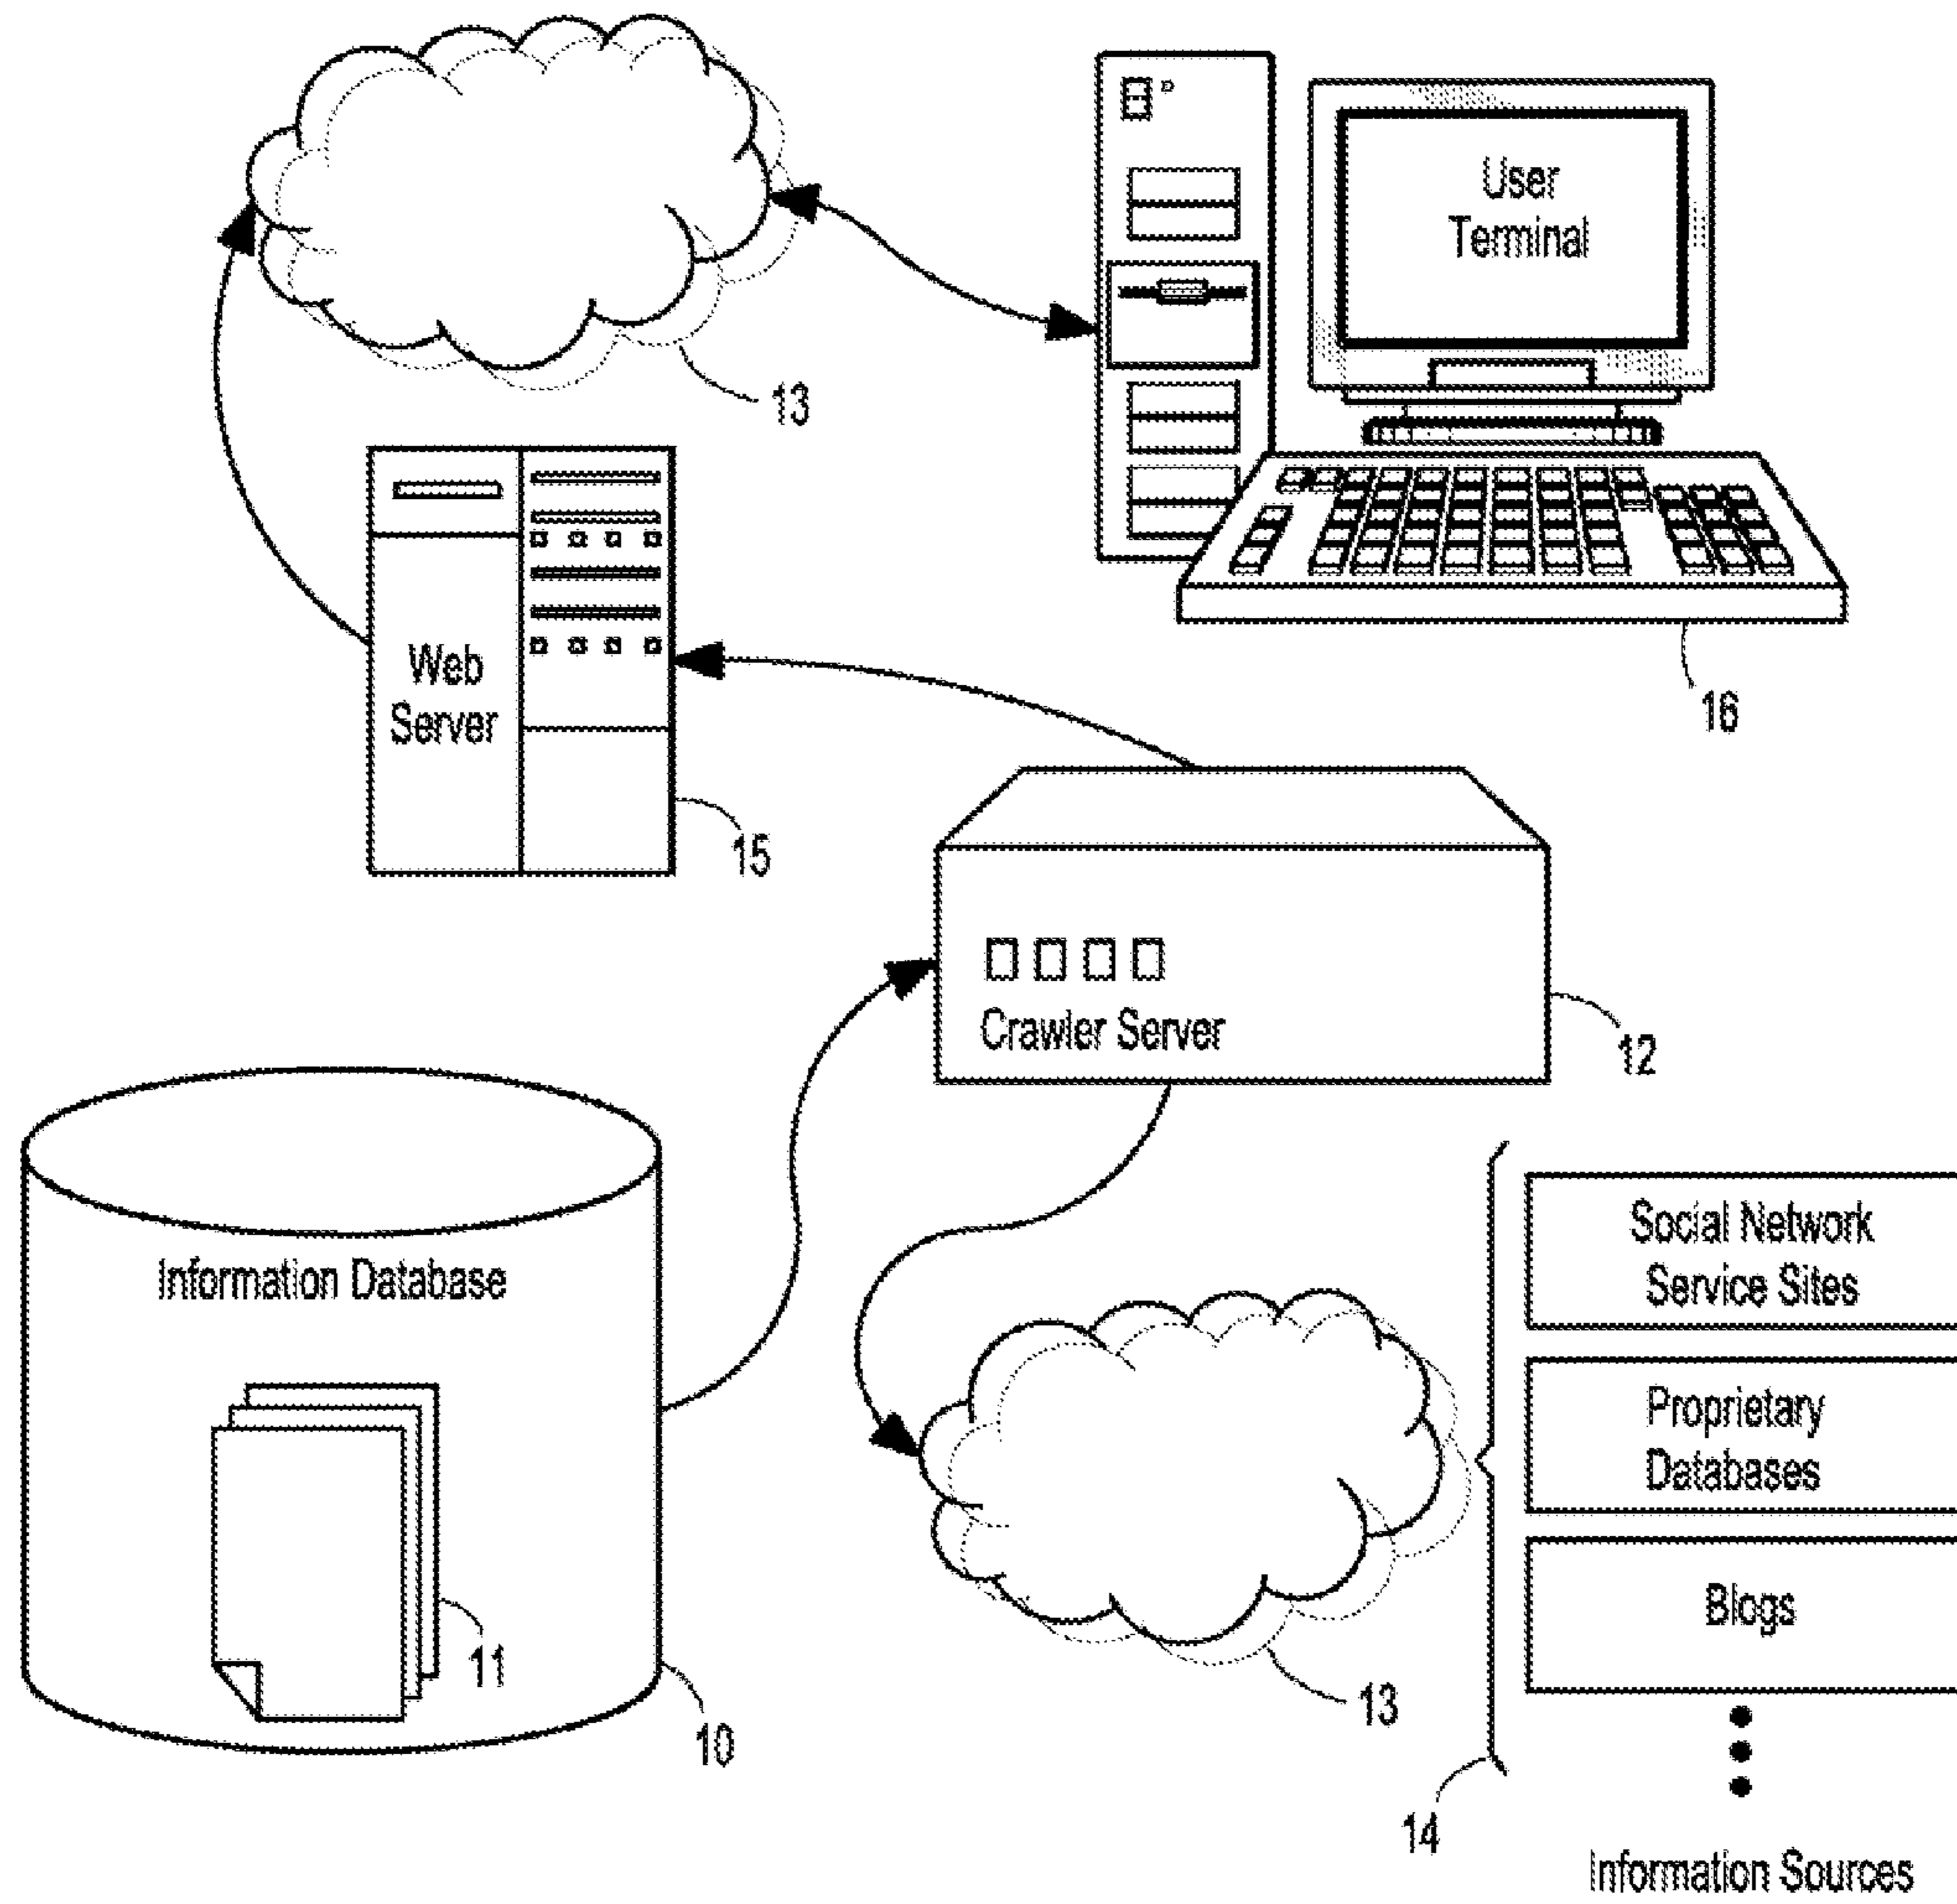 User
Terminal
13
16
Web
Server
15
Crawler Server
12
Information Database
11
10
13
Social Network
Service Sites
Proprietary
Databases
Blogs
14
Information Sources